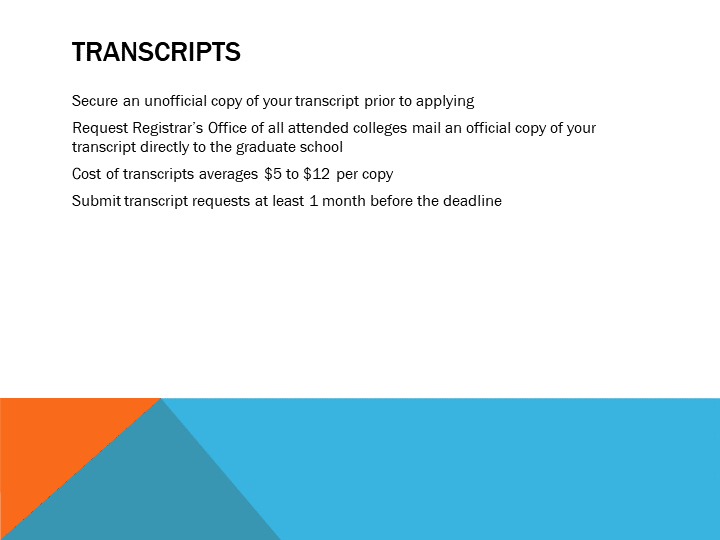 TRANSCRIPTS
Secure an unofficial copy of your transcript prior to applying
Request Registrar’s Office of all attended colleges mail an official copy of your
transcript directly to the graduate school
Cost of transcripts averages $5 to $12 per copy
Submit transcript requests at least 1 month before the deadline